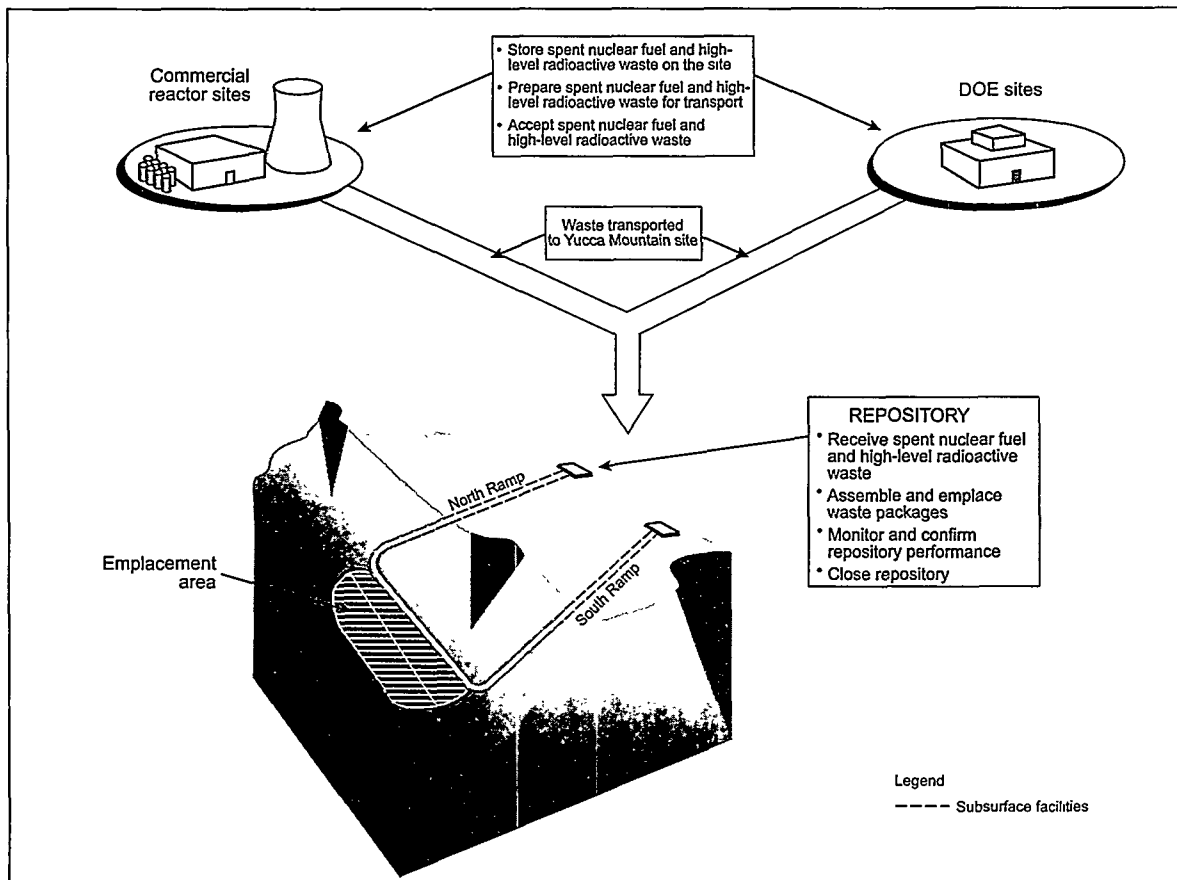 • Store spent nuclear fuel and high-
level radioactive waste on the site
• Prepare spent nuclear fuel and high-
level radioactive waste for transport
• Accept spent nuclear fuel and
high-level radioactive waste
Commercial
reactor sites
DOE sites
Waste transported
to Yucca Mountain site
REPOSITORY
• Receive spent nuclear fuel
and high-level radioactive
waste
• Assemble and emplace
waste packages
• Monitor and confirm
repository performance
• Close repository
North Ramp
South Ramp
Emplacement
area
Legend
Subsurface facilities